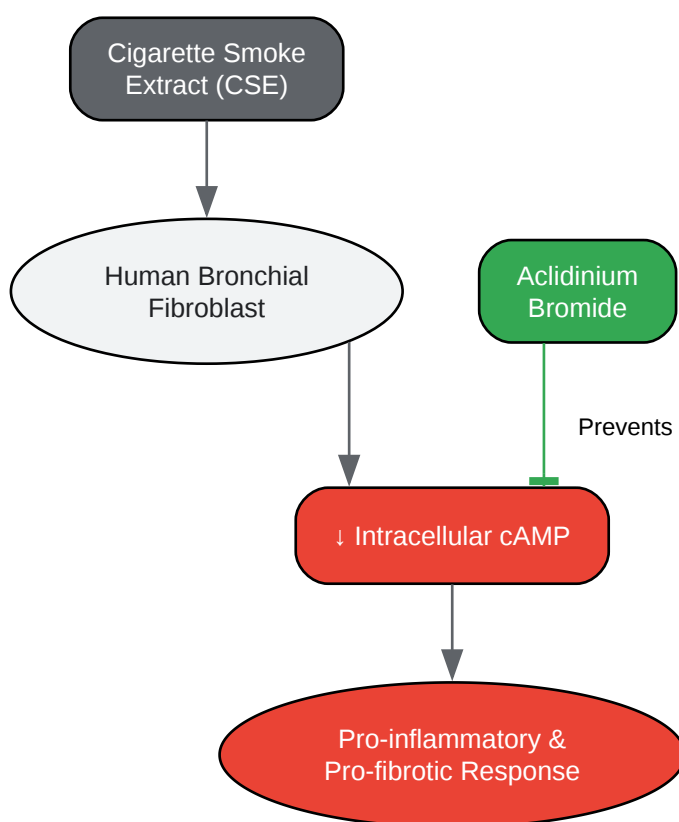 Cigarette Smoke
Extract (CSE)
Human Bronchial
Fibroblast
Aclidinium
Bromide
Prevents
↓ Intracellular cAMP
Pro-inflammatory &
Pro-fibrotic Response